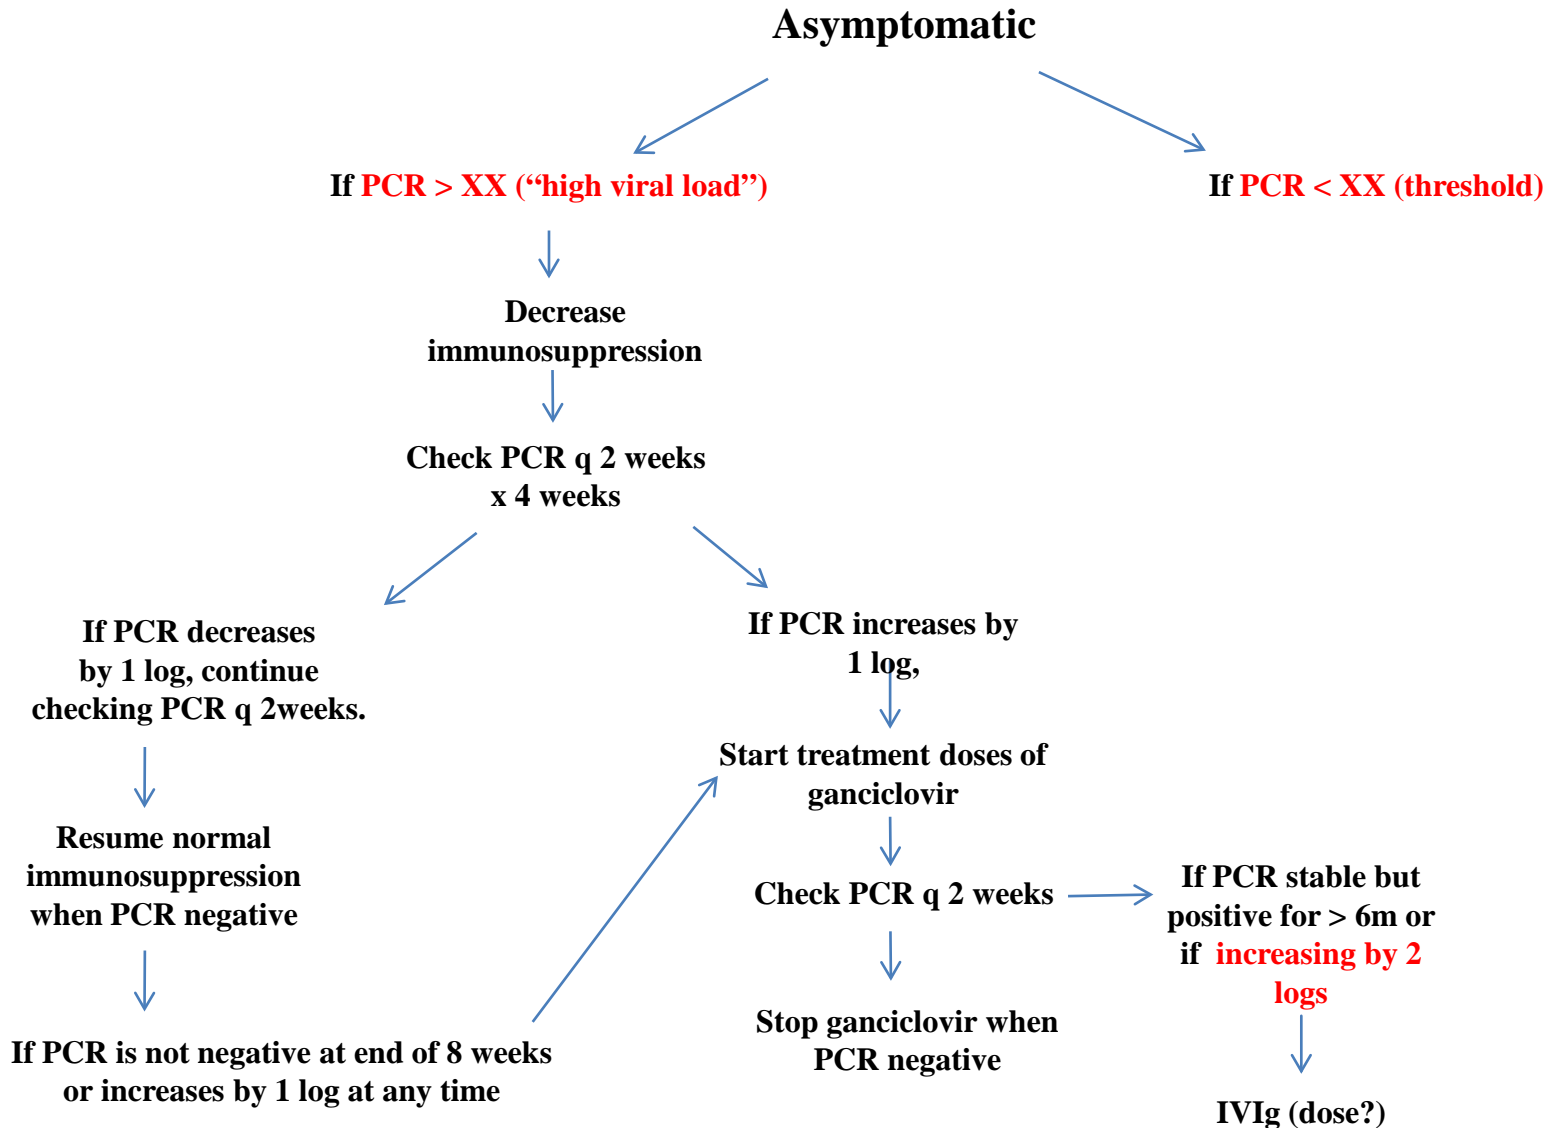 Asymptomatic
If PCR > XX (“high viral load”)
If PCR < XX (threshold)
Decrease
immunosuppression
Check PCR q 2 weeks
x 4 weeks
If PCR decreases
by 1 log, continue
checking PCR q 2weeks.
If PCR increases by
1 log,
Resume normal
immunosuppression
when PCR negative
Start treatment doses of
ganciclovir
Check PCR q 2 weeks
If PCR stable but
positive for > 6m or
if increasing by 2
logs
If PCR is not negative at end of 8 weeks
or increases by 1 log at any time
Stop ganciclovir when
PCR negative
IVIg (dose?)